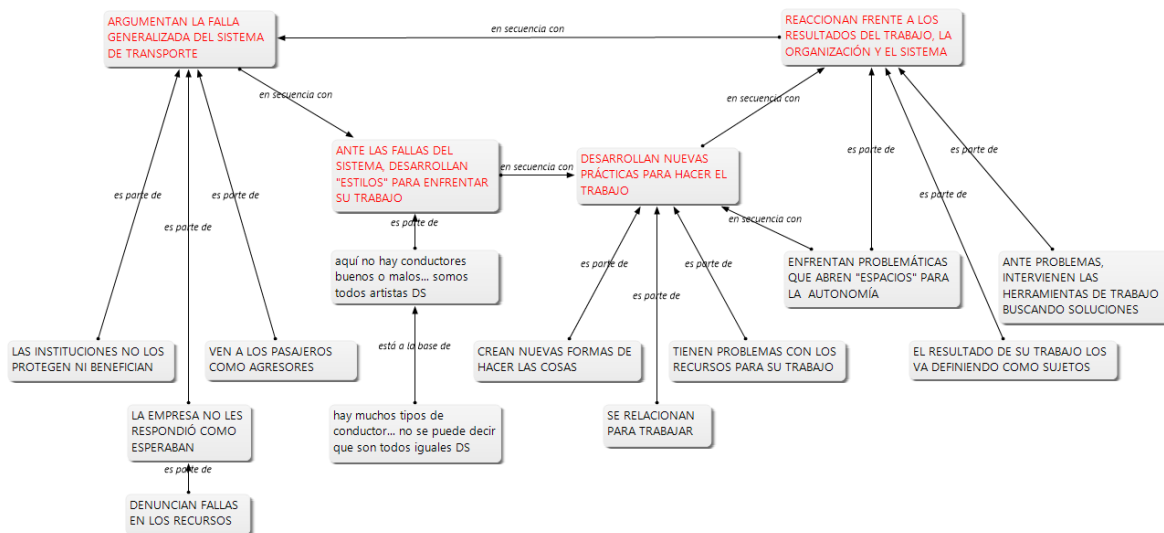 ARGUMENTAN LA FALLA
GENERALIZADA DEL SISTEMA
DE TRANSPORTE
en secuencia con
REACCIONAN FRENTE A LOS
RESULTADOS DEL TRABAJO, LA
ORGANIZACIÓN Y EL SISTEMA
en secuencia con
en secuencia con
ANTE LAS FALLAS DEL
SISTEMA, DESARROLLAN
"ESTILOS" PARA ENFRENTAR
SU TRABAJO
en secuencia con
DESARROLLAN NUEVAS
PRÁCTICAS PARA HACER EL
TRABAJO
es parte de
es parte de
es parte de
es parte de
es parte de
es parte de
es parte de
en secuencia con
es parte de
aquí no hay conductores
buenos o malos... somos
todos artistas DS
es parte de
es parte de
es parte de
ENFRENTAN PROBLEMÁTICAS
QUE ABREN "ESPACIOS" PARA
LA AUTONOMÍA
ANTE PROBLEMAS,
INTERVIENEN LAS
HERRAMIENTAS DE TRABAJO
BUSCANDO SOLUCIONES
está a la base de
LAS INSTITUCIONES NO LOS
PROTEGEN NI BENEFICIAN
VEN A LOS PASAJEROS
COMO AGRESORES
CREAN NUEVAS FORMAS DE
HACER LAS COSAS
TIENEN PROBLEMAS CON LOS
RECURSOS PARA SU TRABAJO
EL RESULTADO DE SU TRABAJO LOS
VA DEFINIENDO COMO SUJETOS
LA EMPRESA NO LES
RESPONDIÓ COMO
ESPERABAN
hay muchos tipos de
conductor... no se puede decir
que son todos iguales DS
SE RELACIONAN
PARA TRABAJAR
es parte de
DENUNCIAN FALLAS
EN LOS RECURSOS